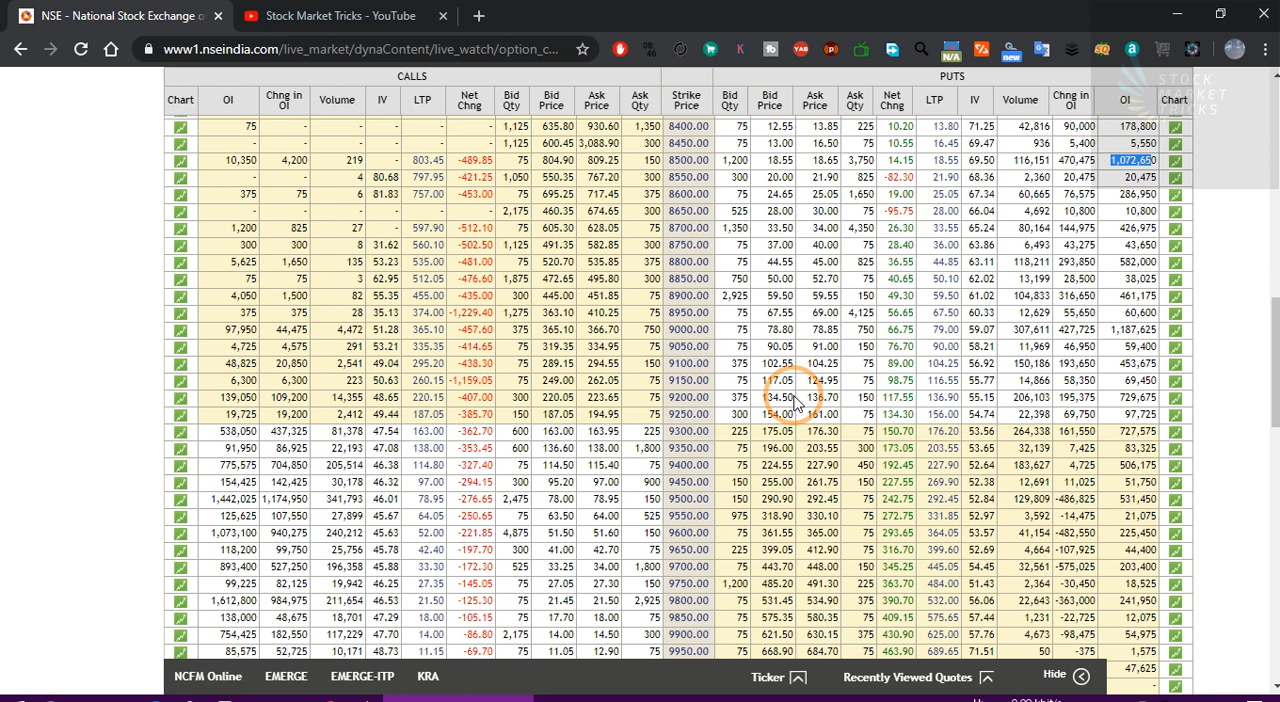 NSE - National Stock Exchange o
Stock Market Tricks - YouTube
www1.nseindia.com/live_market/dynaContent/live_watch/option_c...
08:46
N/A
new
STOCK MARKET TRICKS
CALLS PUTS
Chart OI Chng in OI Volume IV LTP Net Chng Bid Qty Bid Price Ask Price Ask Qty Strike Price Bid Qty Bid Price Ask Price Ask Qty Net Chng LTP IV Volume Chng in OI OI Chart
75 - - - - - 1,125 635.80 930.60 1,350 8400.00 75 12.55 13.85 225 10.20 13.80 71.25 42,816 90,000 178,800
- - - - - - 1,125 600.45 3,088.90 300 8450.00 75 13.00 16.50 75 10.55 16.45 69.47 936 5,400 5,550
10,350 4,200 219 - 803.45 -489.85 75 804.90 809.25 150 8500.00 1,200 18.55 18.65 3,750 14.15 18.55 69.50 116,151 470,475 1,072,650
- - 4 80.68 797.95 -421.25 1,050 550.35 767.20 300 8550.00 300 20.00 21.90 825 -82.30 21.90 68.36 2,360 20,475 20,475
375 75 6 81.83 757.00 -453.00 75 695.25 717.45 375 8600.00 75 24.65 25.05 1,650 19.00 25.05 67.34 60,665 76,575 286,950
- - - - - - 2,175 460.35 674.65 300 8650.00 525 28.00 30.00 75 -95.75 28.00 66.04 4,692 10,800 10,800
1,200 825 27 - 597.90 -512.10 75 605.30 628.05 75 8700.00 1,350 33.50 34.00 4,350 26.30 33.55 65.24 80,164 144,975 426,975
300 300 8 31.62 560.10 -502.50 1,125 491.35 582.85 300 8750.00 75 37.00 40.00 75 28.40 36.00 63.86 6,493 43,275 43,650
5,625 1,650 135 53.23 535.00 -481.00 75 520.70 535.85 375 8800.00 75 44.55 45.00 825 36.55 44.85 63.11 118,211 293,850 582,000
75 75 3 62.95 512.05 -476.60 1,875 472.65 495.80 300 8850.00 750 50.00 52.70 75 40.65 50.10 62.02 13,199 28,500 38,025
4,050 1,500 82 55.35 455.00 -435.00 300 445.00 451.85 75 8900.00 2,925 59.50 59.55 150 49.30 59.50 61.02 104,833 316,650 461,175
375 375 28 35.13 374.00 -1,229.40 1,275 363.10 410.25 75 8950.00 75 67.55 69.00 4,125 56.65 67.50 60.33 12,629 55,650 60,600
97,950 44,475 4,472 51.28 365.10 -457.60 375 365.10 366.70 150 9000.00 75 78.80 78.85 75 66.75 79.00 59.07 307,611 427,725 1,187,625
4,725 4,575 291 53.21 335.35 -414.65 75 319.35 334.95 75 9050.00 75 90.05 91.00 150 76.70 90.00 58.21 11,969 46,950 59,400
48,825 20,850 2,541 49.04 295.20 -438.30 75 289.15 294.55 150 9100.00 375 102.55 104.25 75 89.00 104.25 56.92 150,186 193,650 453,675
6,300 6,300 223 50.63 260.15 -1,159.05 75 249.00 262.05 75 9150.00 75 117.05 124.95 75 98.75 116.55 55.77 14,866 58,350 69,450
139,050 109,200 14,355 48.65 220.15 -407.00 300 220.05 223.65 75 9200.00 375 134.50 136.70 150 117.55 136.90 55.15 206,103 195,375 729,675
19,725 19,200 2,412 49.44 187.05 -385.70 150 187.05 194.95 75 9250.00 300 154.00 161.00 75 134.30 156.00 54.74 22,398 69,750 97,725
538,050 437,325 81,378 47.54 163.00 -362.70 600 163.00 163.95 225 9300.00 225 175.05 176.30 75 150.70 176.20 53.56 264,338 161,550 727,575
91,950 86,925 22,193 47.08 138.00 -353.45 600 136.60 138.00 1,800 9350.00 75 196.00 203.55 300 173.05 203.55 53.65 32,139 7,425 83,325
775,575 704,850 205,514 46.38 114.80 -327.40 75 114.50 115.40 75 9400.00 75 224.55 227.90 450 192.45 227.90 52.64 183,627 4,725 506,175
154,425 142,425 30,178 46.32 97.00 -294.15 300 95.20 97.00 900 9450.00 150 255.00 261.75 150 227.55 269.90 52.38 12,691 11,025 51,750
1,442,025 1,174,950 341,793 46.01 78.95 -276.65 2,475 78.00 78.95 150 9500.00 150 290.90 292.45 75 242.75 292.45 52.84 129,809 -486,825 531,450
125,625 107,550 27,899 45.67 64.05 -250.65 75 63.50 64.00 525 9550.00 975 318.90 330.10 75 272.75 331.85 52.97 3,592 -14,475 21,075
1,073,100 940,275 240,212 45.63 52.00 -221.85 4,875 51.50 51.60 150 9600.00 75 361.55 365.00 75 293.65 364.05 53.57 41,154 -482,550 225,450
118,200 99,750 25,756 45.78 42.40 -197.70 300 41.00 42.70 75 9650.00 225 399.05 412.90 75 316.70 399.60 52.69 4,664 -107,925 44,400
893,400 527,250 196,358 45.88 33.30 -172.30 525 33.25 34.00 1,800 9700.00 75 443.70 448.00 75 345.25 445.05 54.45 32,561 -575,025 203,400
99,225 82,125 19,942 46.25 27.35 -145.05 75 27.05 27.30 150 9750.00 1,200 485.20 491.30 225 363.70 484.00 51.43 2,364 -30,450 18,525
1,612,800 984,975 211,654 46.53 21.50 -125.30 75 21.45 21.50 2,925 9800.00 75 531.45 534.90 375 390.70 532.00 56.06 22,643 -363,000 241,950
138,000 48,675 18,701 47.29 18.00 -105.15 75 17.70 18.00 75 9850.00 75 575.35 580.35 75 409.15 575.65 57.44 1,231 -22,725 12,075
754,425 182,550 117,229 47.70 14.00 -86.80 2,175 14.00 14.50 300 9900.00 75 621.50 630.15 375 430.90 625.00 57.76 4,673 -98,475 54,975
85,575 52,725 10,171 48.73 11.15 -69.70 75 11.05 12.90 75 9950.00 75 668.90 684.70 75 463.90 689.65 71.51 50 -375 1,575
47,625
-
NCFM Online EMERGE EMERGE-ITP KRA Ticker Recently Viewed Quotes Hide